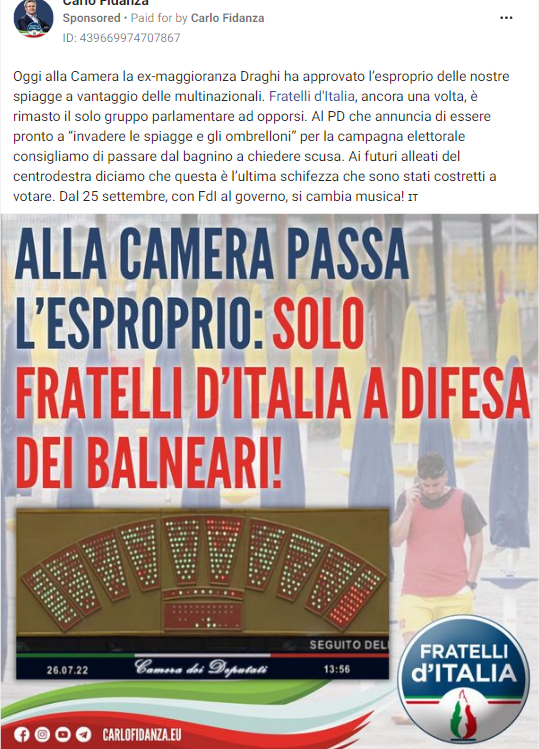 Carlo Fidanza
Sponsored • Paid for by Carlo Fidanza
ID: 439669974707867
Oggi alla Camera la ex-maggioranza Draghi ha approvato l'esproprio delle nostre
spiagge a vantaggio delle multinazionali. Fratelli d'Italia, ancora una volta, è
rimasto il solo gruppo parlamentare ad opporsi. Al PD che annuncia di essere
pronto a “invadere le spiagge e gli ombrelloni” per la campagna elettorale
consigliamo di passare dal bagnino a chiedere scusa. Ai futuri alleati del
centrodestra diciamo che questa è l'ultima schifezza che sono stati costretti a
votare. Dal 25 settembre, con FdI al governo, si cambia musica! IT
ALLA CAMERA PASSA
L'ESPROPRIO: SOLO
FRATELLI D'ITALIA A DIFESA
DEI BALNEARI!
SEGUITO DEL
26.07.22 Camera dei Deputati 13:56
FRATELLI
d'ITALIA
CARLOFIDANZA.EU